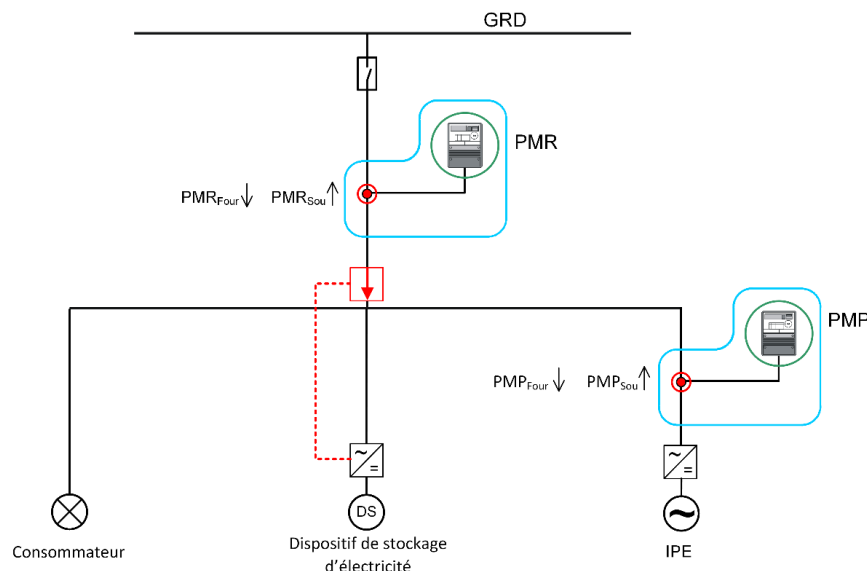 GRD
PMR
PMRFour PMRSou
PMP
PMPFour PMPSou
DS
Consommateur
Dispositif de stockage
d'électricité
IPE